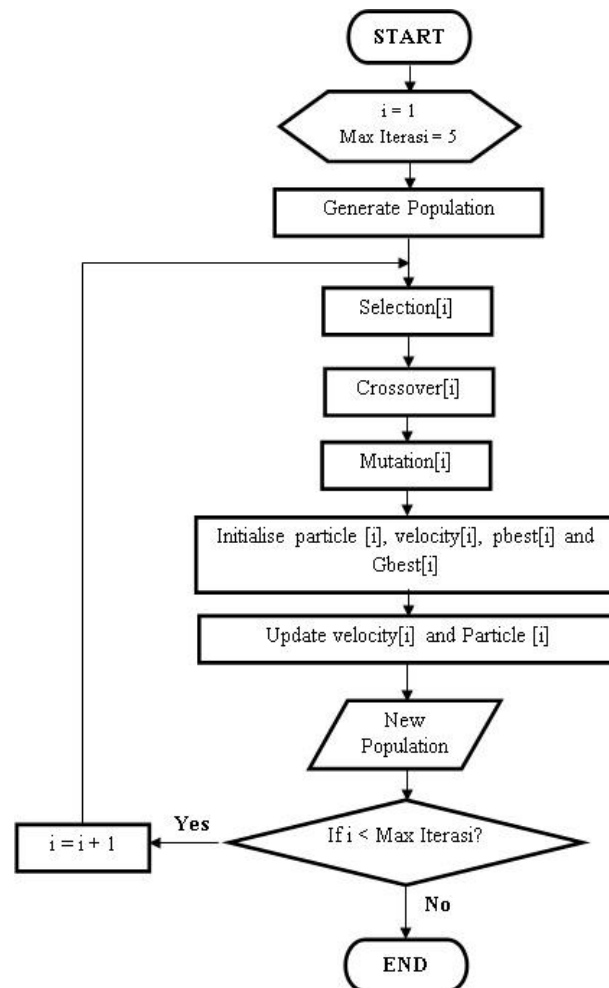 START
i = 1
Max Iterasi = 5
Generate Population
Selection[i]
Crossover[i]
Mutation[i]
Initialise particle [i], velocity[i], pbest[i] and
Gbest[i]
Update velocity[i] and Particle [i]
New
Population
If i < Max Iterasi?
Yes
i = i + 1
No
END